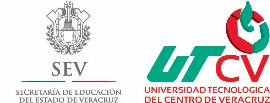 SEV
SECRETARÍA DE EDUCACIÓN
DEL ESTADO DE VERACRUZ
UTCV
UNIVERSIDAD TECNOLÓGICA
DEL CENTRO DE VERACRUZ